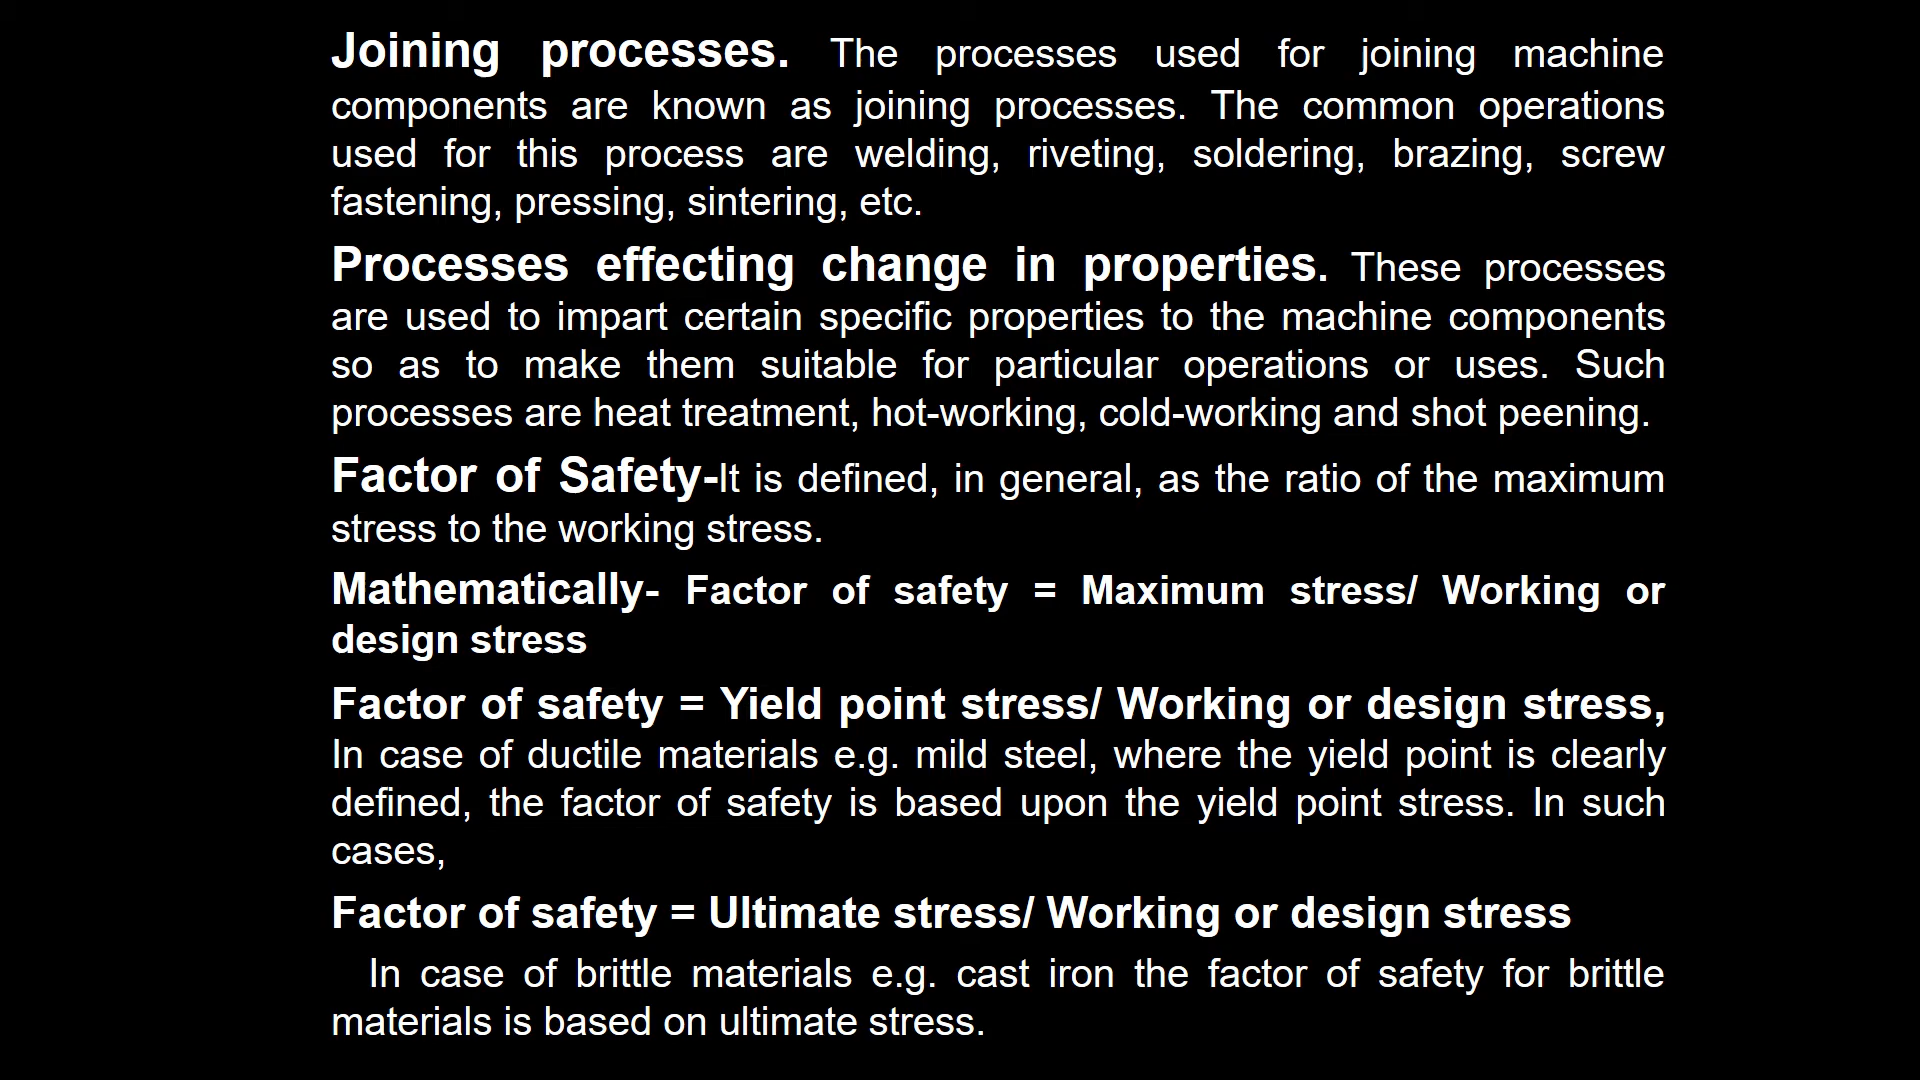 Joining processes. The processes used for joining machine
components are known as joining processes. The common operations
used for this process are welding, riveting, soldering, brazing, screw
fastening, pressing, sintering, etc.
Processes effecting change in properties. These processes
are used to impart certain specific properties to the machine components
so as to make them suitable for particular operations or uses. Such
processes are heat treatment, hot-working, cold-working and shot peening.
Factor of Safety-It is defined, in general, as the ratio of the maximum
stress to the working stress.
Mathematically- Factor of safety = Maximum stress/ Working or
design stress
Factor of safety = Yield point stress/ Working or design stress,
In case of ductile materials e.g. mild steel, where the yield point is clearly
defined, the factor of safety is based upon the yield point stress. In such
cases,
Factor of safety = Ultimate stress/ Working or design stress
In case of brittle materials e.g. cast iron the factor of safety for brittle
materials is based on ultimate stress.